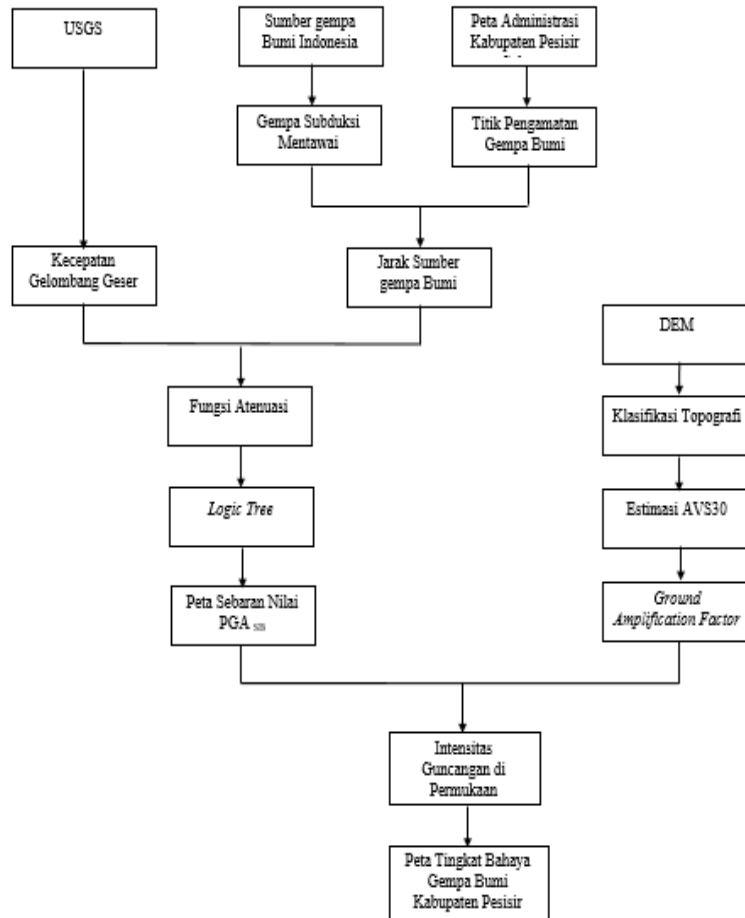 USGS
Sumber gempa
Bumi Indonesia
Peta Administrasi
Kabupaten Pesisir
Gempa Subduksi
Mentawai
Titik Pengamatan
Gempa Bumi
Kecepatan
Gelombang Geser
Jarak Sumber
gempa Bumi
DEM
Fungsi Atenuasi
Klasifikasi Topografi
Logic Tree
Estimasi AVS30
Peta Sebaran Nilai
PGA
Ground
Amplification Factor
Intensitas
Guncangan di
Permukaan
Peta Tingkat Bahaya
Gempa Bumi
Kabupaten Pesisir